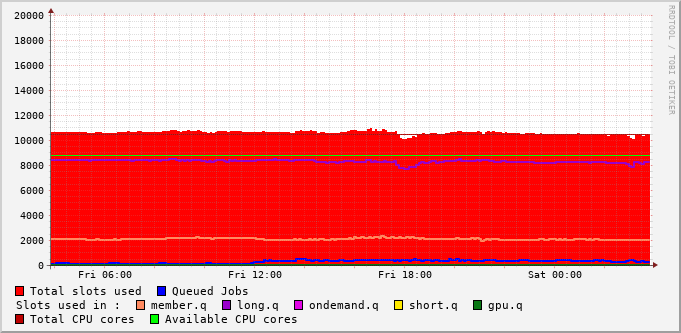 20000
18000
16000
14000
12000
10000
8000
6000
4000
2000
0
Fri 06:00 Fri 12:00 Fri 18:00 Sat 00:00
Total slots used Queued Jobs
Slots used in : member.q long.q ondemand.q short.q gpu.q
Total CPU cores Available CPU cores
RRDTOOL / TOBI OETIKER